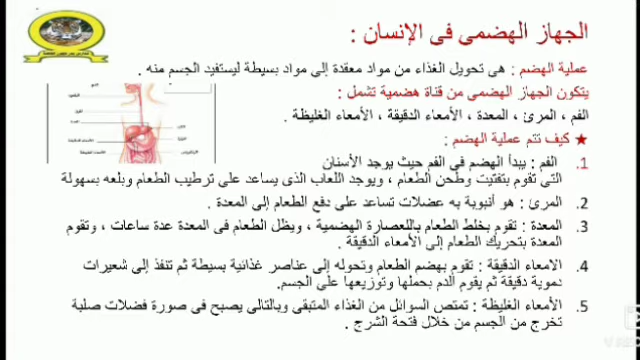 الجهاز الهضمى فى الإنسان :
عملية الهضم : هى تحويل الغذاء من مواد معقدة إلى مواد بسيطة ليستفيد الجسم منه .
يتكون الجهاز الهضمى من قناة هضمية تشمل :
الفم ، المرئ ، المعدة ، الأمعاء الدقيقة ، الأمعاء الغليظة .
★ كيف تتم عملية الهضم :
1. الفم : يبدأ الهضم فى الفم حيث يوجد الأسنان
التى تقوم بتفتيت وطحن الطعام ، ويوجد اللعاب الذى يساعد على ترطيب الطعام وبلعه بسهولة
2. المرئ : هو أنبوبة به عضلات تساعد على دفع الطعام إلى المعدة .
3. المعدة : تقوم بخلط الطعام باللعصارة الهضمية ، ويظل الطعام فى المعدة عدة ساعات ، وتقوم
المعدة بتحريك الطعام إلى الأمعاء الدقيقة .
4. الامعاء الدقيقة : تقوم بهضم الطعام وتحوله إلى عناصر غذائية بسيطة ثم تنفذ إلى شعيرات
دموية دقيقة ثم يقوم الدم بحملها وتوزيعها على الجسم.
5. الأمعاء الغليظة : تمتص السوائل من الغذاء المتبقى وبالتالى يصبح فى صورة فضلات صلبة
تخرج من الجسم من خلال فتحة الشرج .